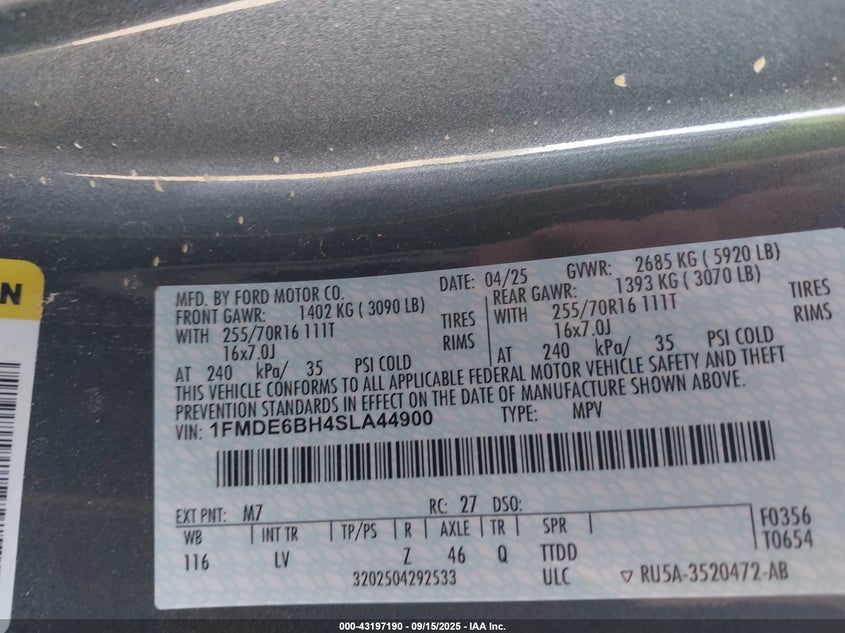 N
MFD. BY FORD MOTOR CO. DATE: 04/25 GVWR: 2685 KG ( 5920 LB)
FRONT GAWR: 1402 KG ( 3090 LB) REAR GAWR: 1393 KG ( 3070 LB)
WITH 255/70R16 111T TIRES WITH 255/70R16 111T TIRES
16x7.0J RIMS 16x7.0J RIMS
AT 240 kPa/ 35 PSI COLD AT 240 kPa/ 35 PSI COLD
THIS VEHICLE CONFORMS TO ALL APPLICABLE FEDERAL MOTOR VEHICLE SAFETY AND THEFT
PREVENTION STANDARDS IN EFFECT ON THE DATE OF MANUFACTURE SHOWN ABOVE.
VIN: 1FMDE6BH4SLA44900 TYPE: MPV
EXT PNT: M7 RC: 27 DSO:
WB INT TR TP/PS R AXLE TR SPR F0356
116 LV Z 46 Q TTDD T0654
3202504292533 ULC ▽ RU5A-3520472-AB
000-43197190 - 09/15/2025 - IAA Inc.